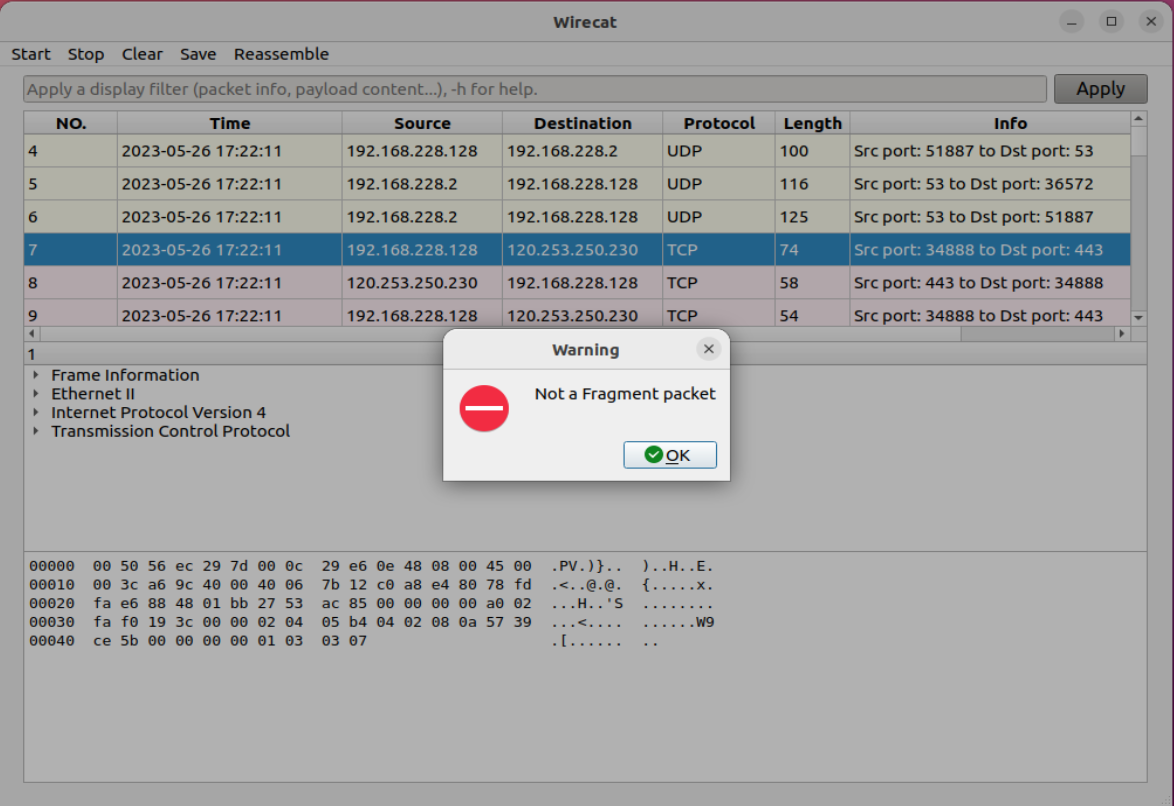 Wirecat
Start Stop Clear Save Reassemble
Apply a display filter (packet info, payload content...), -h for help. Apply
NO. Time Source Destination Protocol Length Info
4 2023-05-26 17:22:11 192.168.228.128 192.168.228.2 UDP 100 Src port: 51887 to Dst port: 53
5 2023-05-26 17:22:11 192.168.228.2 192.168.228.128 UDP 116 Src port: 53 to Dst port: 36572
6 2023-05-26 17:22:11 192.168.228.2 192.168.228.128 UDP 125 Src port: 53 to Dst port: 51887
7 2023-05-26 17:22:11 192.168.228.128 120.253.250.230 TCP 74 Src port: 34888 to Dst port: 443
8 2023-05-26 17:22:11 120.253.250.230 192.168.228.128 TCP 58 Src port: 443 to Dst port: 34888
9 2023-05-26 17:22:11 192.168.228.128 120.253.250.230 TCP 54 Src port: 34888 to Dst port: 443
1
Frame Information
Ethernet II
Internet Protocol Version 4
Transmission Control Protocol
Warning
Not a Fragment packet
OK
00000 00 50 56 ec 29 7d 00 0c 29 e6 0e 48 08 00 45 00 .PV.)}.. )..H..E.
00010 00 3c a6 9c 40 00 40 06 7b 12 c0 a8 e4 80 78 fd .<..@.@. {.....x.
00020 fa e6 88 48 01 bb 27 53 ac 85 00 00 00 00 a0 02 ...H..'S ........
00030 fa f0 19 3c 00 00 02 04 05 b4 04 02 08 0a 57 39 ...<.... ......W9
00040 ce 5b 00 00 00 00 01 03 03 07 .[...... ..